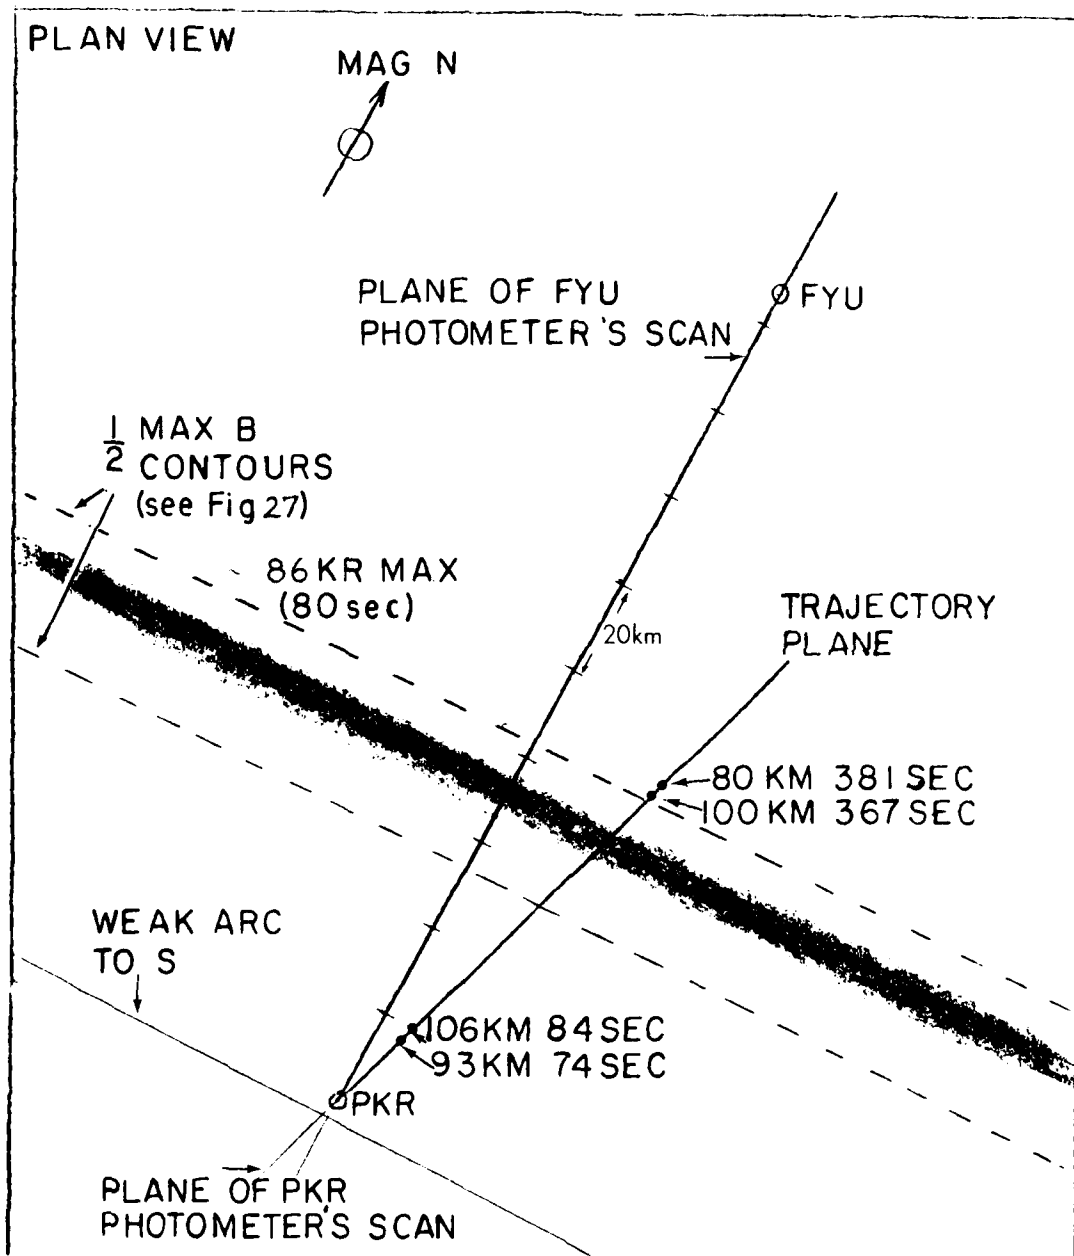 PLAN VIEW
MAG N
PLANE OF FYU
PHOTOMETER'S SCAN
FYU
1/2 MAX B
CONTOURS
(see Fig 27)
86 KR MAX
(80 sec)
20km
TRAJECTORY
PLANE
80 KM 381 SEC
100 KM 367 SEC
WEAK ARC
TO S
106 KM 84 SEC
93 KM 74 SEC
PKR
PLANE OF PKR
PHOTOMETER'S SCAN